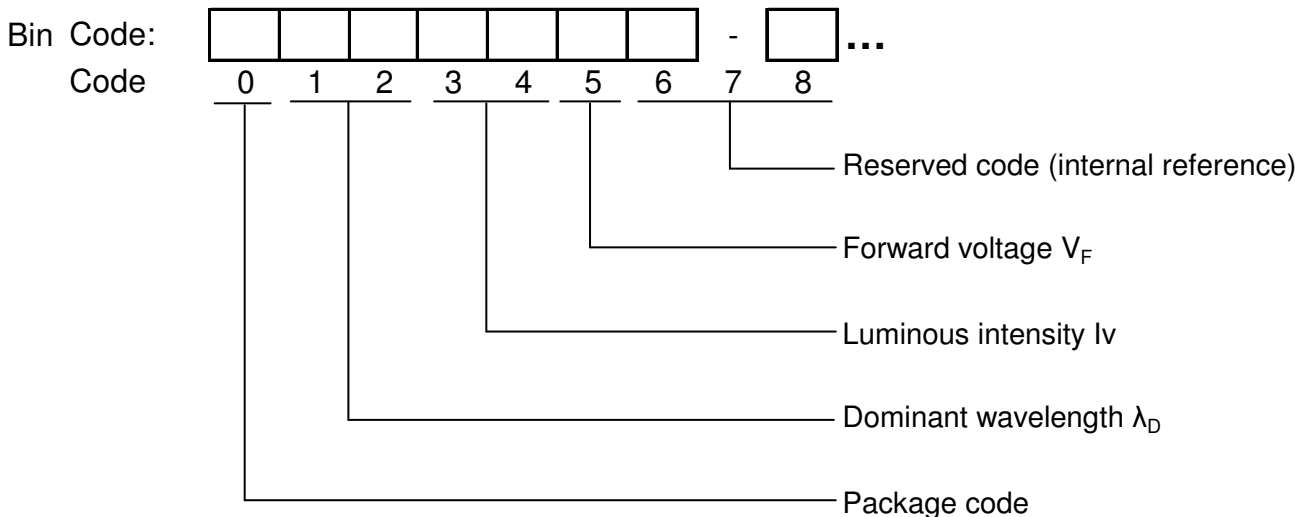 Bin Code: - ...
Code 0 1 2 3 4 5 6 7 8
Reserved code (internal reference)
Forward voltage VF
Luminous intensity Iv
Dominant wavelength λD
Package code